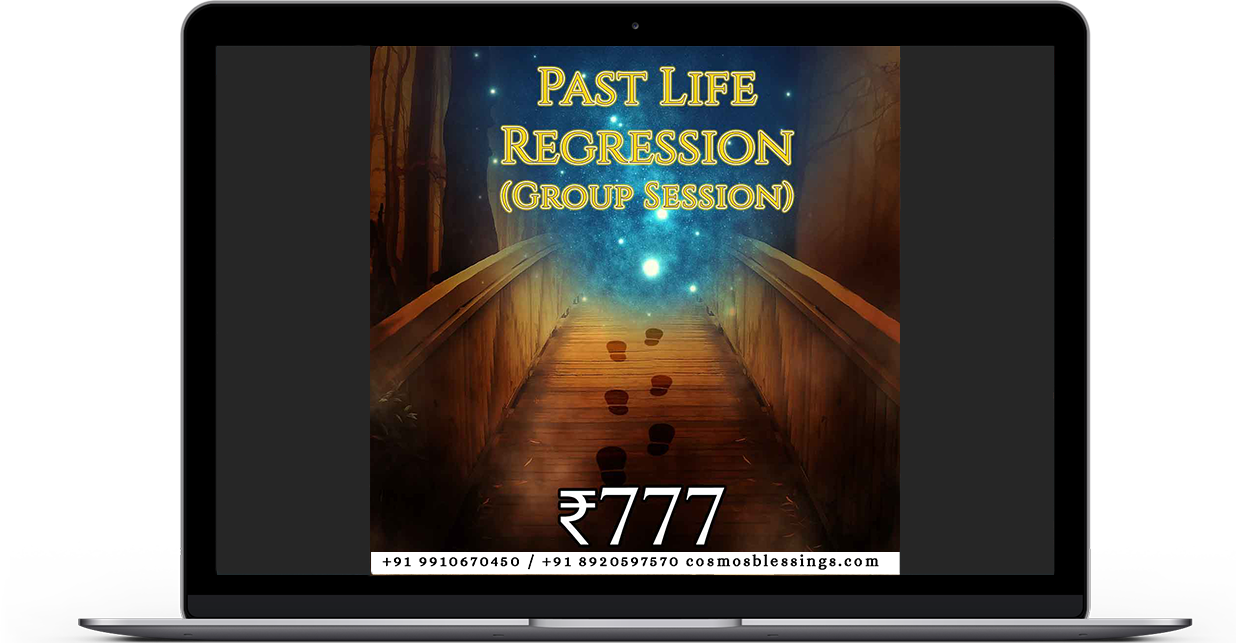 Past Life
Regression
(Group Session)
₹777
+91 9910670450 / +91 8920597570 cosmosblessings.com